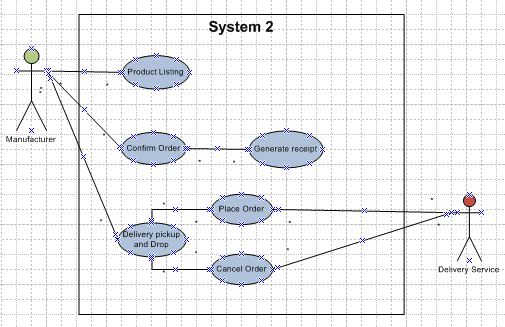 System 2
Product Listing
Manufacturer
Confirm Order
Generate receipt
Place Order
Delivery pickup
and Drop
Cancel Order
Delivery Service